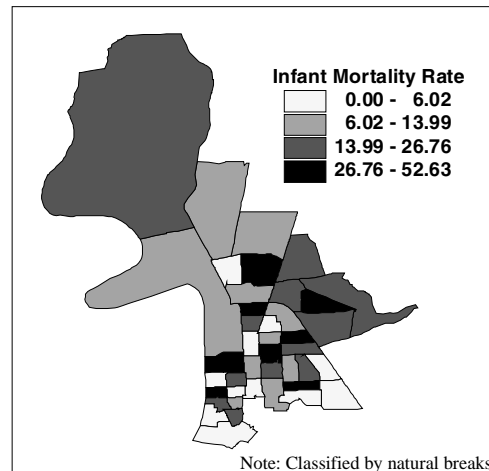 Infant Mortality Rate
0.00 - 6.02
6.02 - 13.99
13.99 - 26.76
26.76 - 52.63
Note: Classified by natural breaks